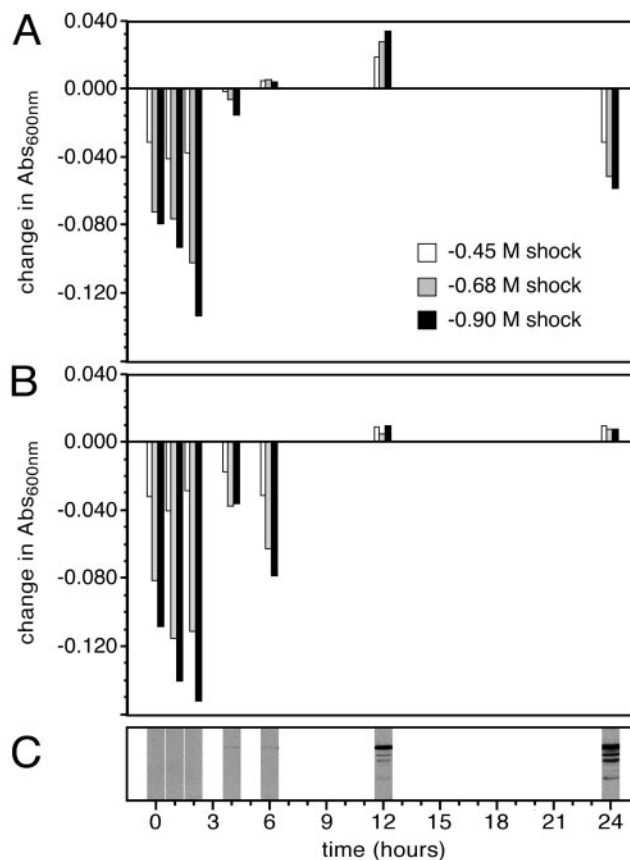 A
0.040
0.000
-0.040
-0.080
-0.120
change in Abs600nm
-0.45 M shock
-0.68 M shock
-0.90 M shock
B
0.040
0.000
-0.040
-0.080
-0.120
change in Abs600nm
C
0 3 6 9 12 15 18 21 24
time (hours)